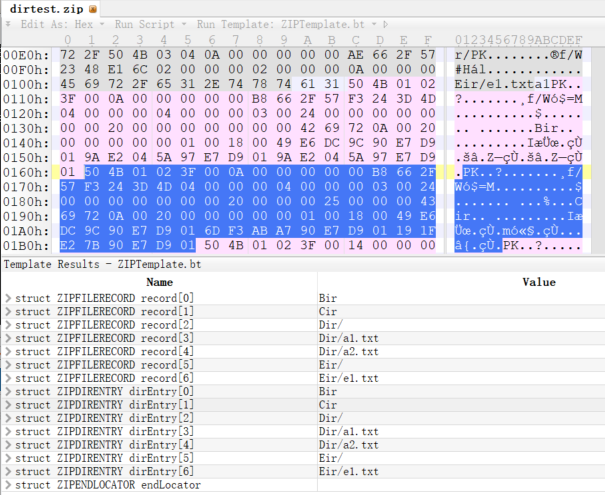 dirtest.zip
Edit As: Hex Run Script Run Template: ZIPTemplate.bt
0 1 2 3 4 5 6 7 8 9 A B C D E F 0123456789ABCDEF
00E0h: 72 2F 50 4B 03 04 0A 00 00 00 00 00 AE 66 2F 57 r/PK........®f/W
00F0h: 23 48 E1 6C 02 00 00 00 02 00 00 00 0A 00 00 00 #Hál............
0100h: 45 69 72 2F 65 31 2E 74 78 74 61 31 50 4B 01 02 Eir/e1.txta1PK..
0110h: 3F 00 0A 00 00 00 00 00 B8 66 2F 57 F3 24 3D 4D ?.......¸f/Wó$=M
0120h: 04 00 00 00 04 00 00 00 03 00 24 00 00 00 00 00 ..........$.....
0130h: 00 00 20 00 00 00 00 00 00 00 42 69 72 0A 00 20 .. .......Bir..
0140h: 00 00 00 00 00 01 00 18 00 49 E6 DC 9C 90 E7 D9 .........IæÜœ.çÙ
0150h: 01 9A E2 04 5A 97 E7 D9 01 9A E2 04 5A 97 E7 D9 .šâ.Z—çÙ.šâ.Z—çÙ
0160h: 01 50 4B 01 02 3F 00 0A 00 00 00 00 00 B8 66 2F .PK..?.......¸f/
0170h: 57 F3 24 3D 4D 04 00 00 00 04 00 00 00 03 00 24 Wó$=M..........$
0180h: 00 00 00 00 00 00 00 20 00 00 00 25 00 00 00 43 ....... ...%...C
0190h: 69 72 0A 00 20 00 00 00 00 00 01 00 18 00 49 E6 ir.. .........Iæ
01A0h: DC 9C 90 E7 D9 01 6D F3 AB A7 90 E7 D9 01 19 1F Üœ.çÙ.mó«§.çÙ...
01B0h: E2 7B 90 E7 D9 01 50 4B 01 02 3F 00 14 00 00 00 â{.çÙ.PK..?.....
Template Results - ZIPTemplate.bt
Name Value
struct ZIPFILERECORD record[0] Bir
struct ZIPFILERECORD record[1] Cir
struct ZIPFILERECORD record[2] Dir/
struct ZIPFILERECORD record[3] Dir/a1.txt
struct ZIPFILERECORD record[4] Dir/a2.txt
struct ZIPFILERECORD record[5] Eir/
struct ZIPFILERECORD record[6] Eir/e1.txt
struct ZIPDIRENTRY dirEntry[0] Bir
struct ZIPDIRENTRY dirEntry[1] Cir
struct ZIPDIRENTRY dirEntry[2] Dir/
struct ZIPDIRENTRY dirEntry[3] Dir/a1.txt
struct ZIPDIRENTRY dirEntry[4] Dir/a2.txt
struct ZIPDIRENTRY dirEntry[5] Eir/
struct ZIPDIRENTRY dirEntry[6] Eir/e1.txt
struct ZIPENDLOCATOR endLocator